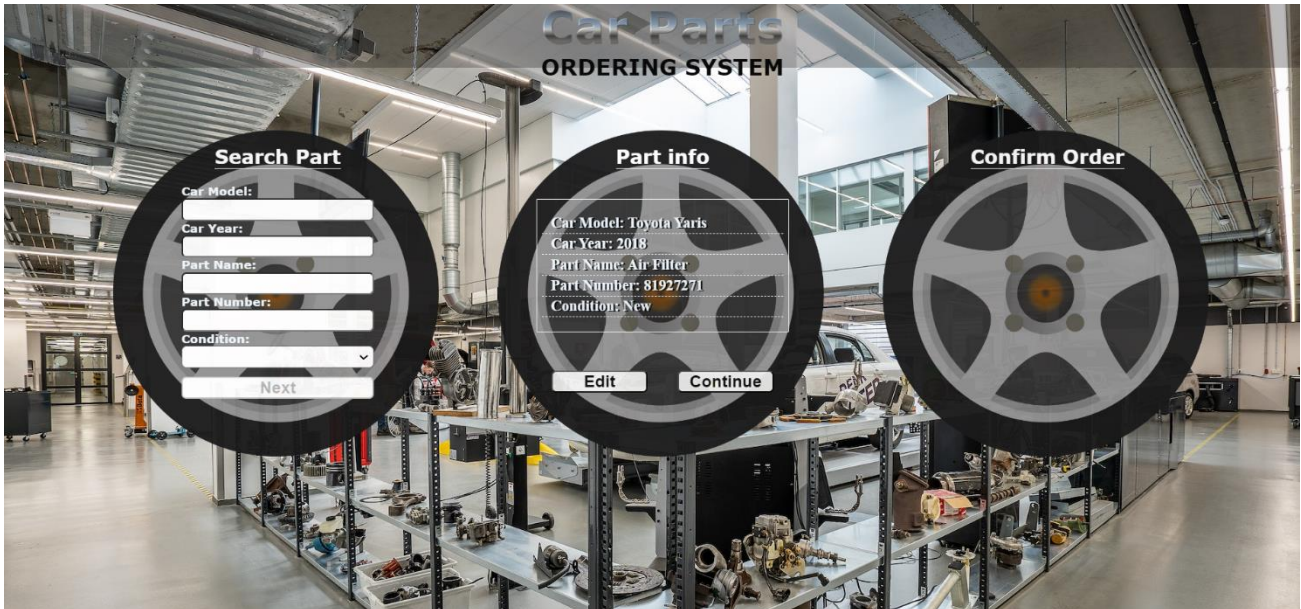 Car Parts
ORDERING SYSTEM
Search Part
Car Model:
Car Year:
Part Name:
Part Number:
Condition:
Next
Part info
Car Model: Toyota Yaris
Car Year: 2018
Part Name: Air Filter
Part Number: 81927271
Condition: New
Edit
Continue
Confirm Order